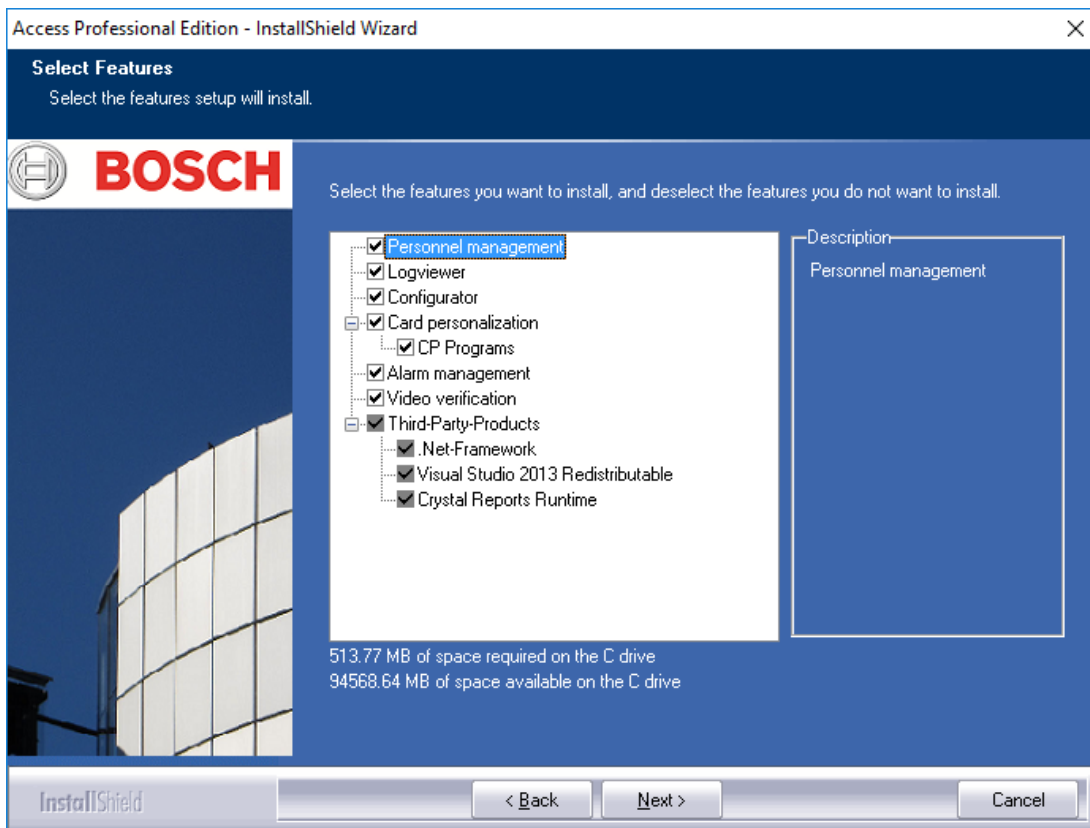 Access Professional Edition - InstallShield Wizard
Select Features
Select the features setup will install.
BOSCH
Select the features you want to install, and deselect the features you do not want to install.
Personnel management
Logviewer
Configurator
Card personalization
CP Programs
Alarm management
Video verification
Third-Party-Products
.Net-Framework
Visual Studio 2013 Redistributable
Crystal Reports Runtime
Description
Personnel management
513.77 MB of space required on the C drive
94568.64 MB of space available on the C drive
InstallShield
< Back
Next >
Cancel